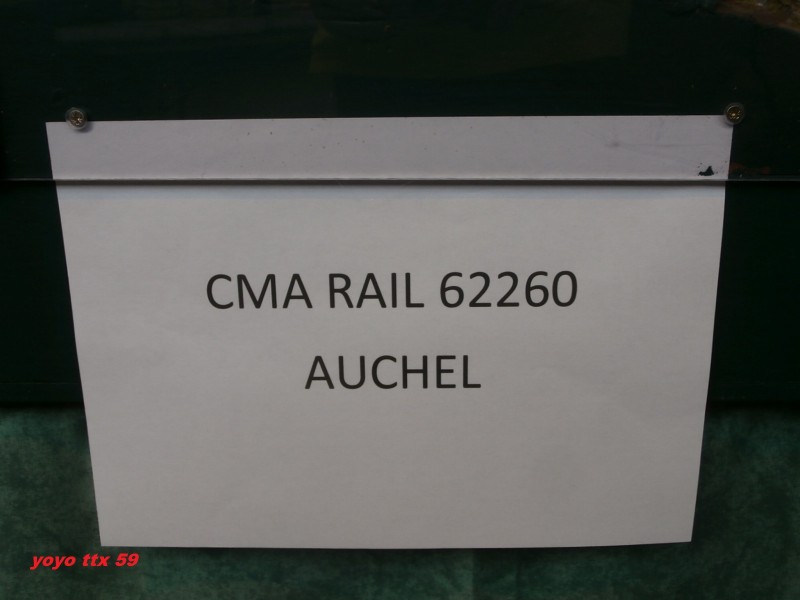 CMA RAIL 62260
AUCHEL
yoyo ttx 59